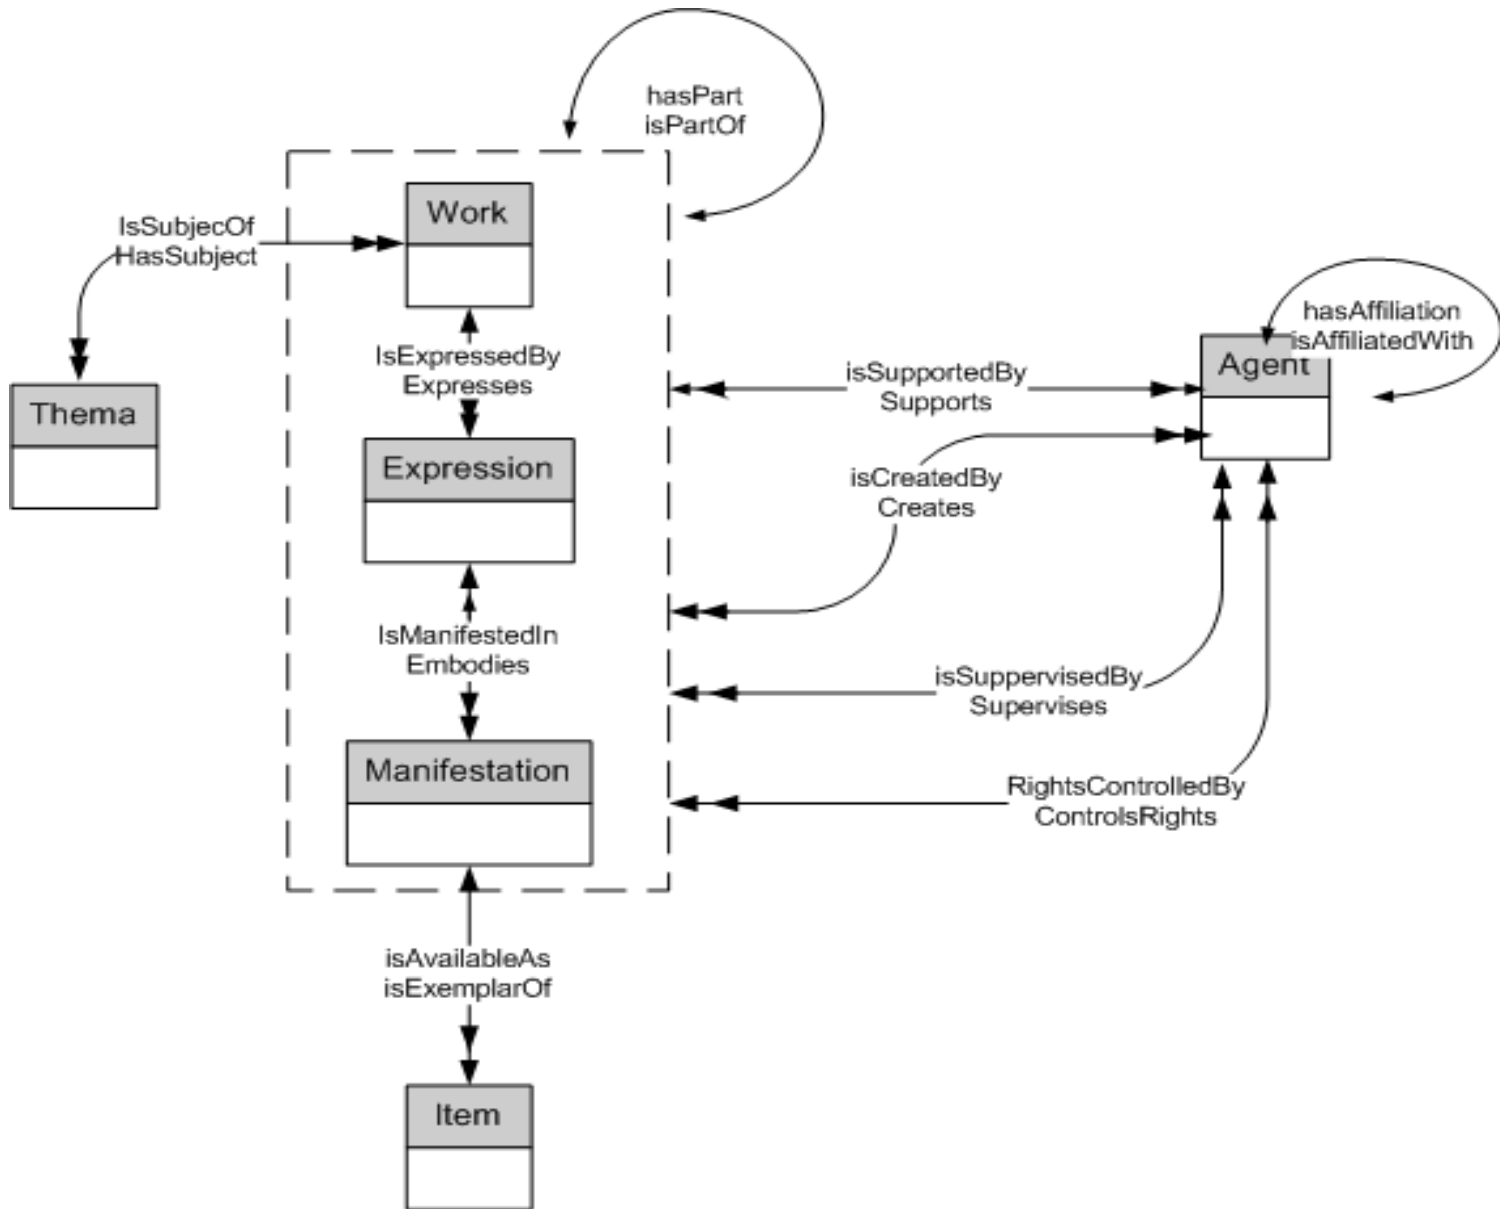 hasPart
isPartOf
Work
IsSubjecOf
HasSubject
hasAffiliation
isAffiliatedWith
Agent
IsExpressedBy
Expresses
isSupportedBy
Supports
Thema
Expression
isCreatedBy
Creates
IsManifestedIn
Embodies
isSuppervisedBy
Supervises
Manifestation
RightsControlledBy
ControlsRights
isAvailableAs
isExemplarOf
Item